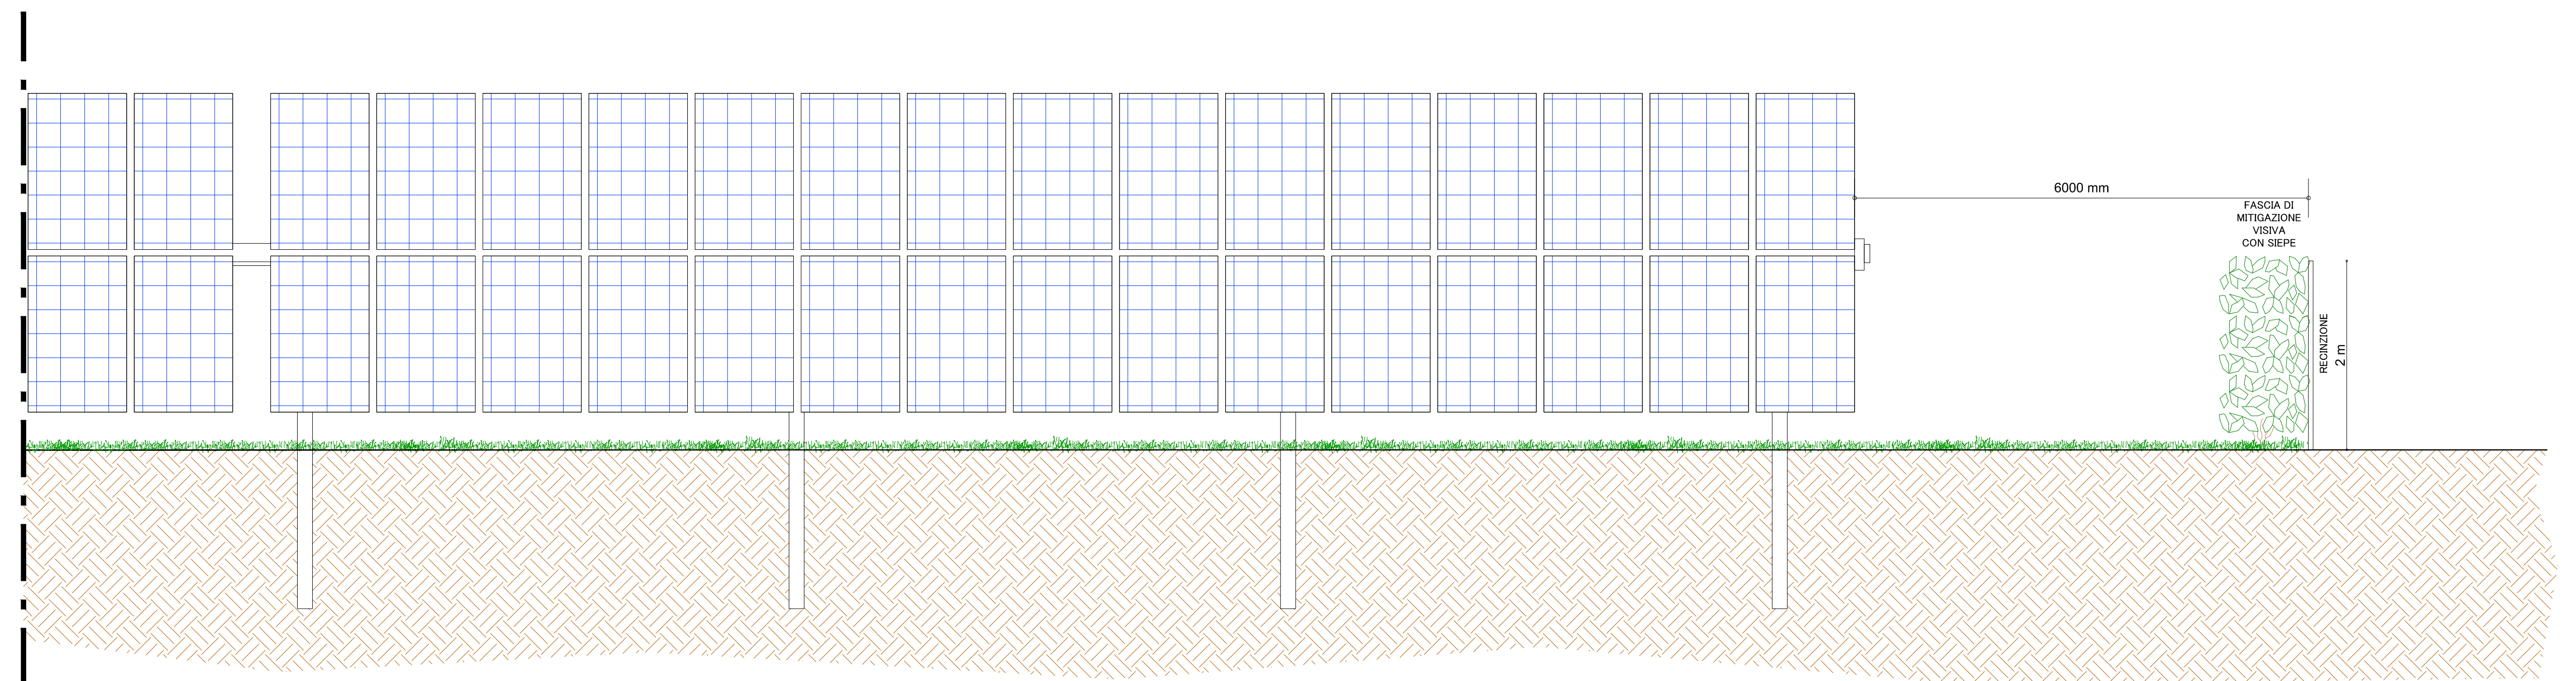 6000 mm
FASCIA DI
MITIGAZIONE
VISIVA
CON SIEPE
RECINZIONE
2 m